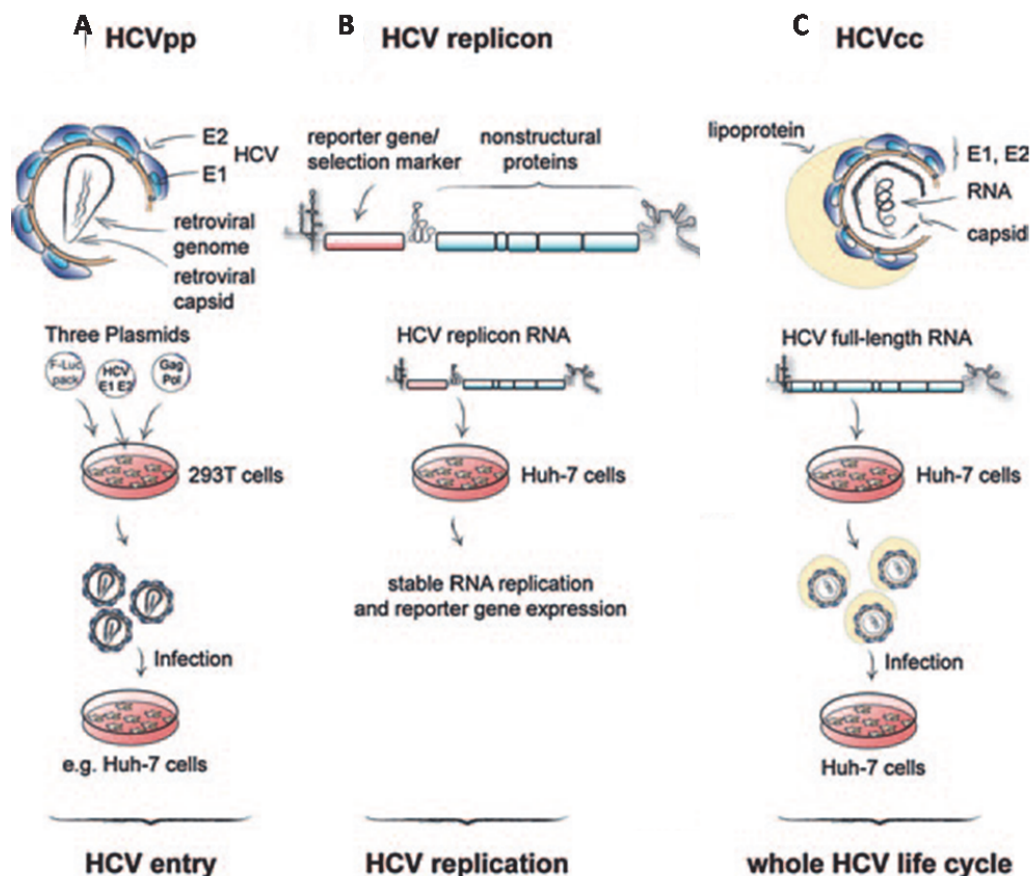 A
HCVpp
E2
HCV
E1
retroviral
genome
retroviral
capsid
Three Plasmids
F-Luc
pack
HCV
E1 E2
Gag
Pol
293T cells
Infection
e.g. Huh-7 cells
HCV entry
B
HCV replicon
reporter gene/
selection marker
nonstructural
proteins
HCV replicon RNA
Huh-7 cells
stable RNA replication
and reporter gene expression
HCV replication
C
HCVcc
lipoprotein
E1, E2
RNA
capsid
HCV full-length RNA
Huh-7 cells
Infection
Huh-7 cells
whole HCV life cycle